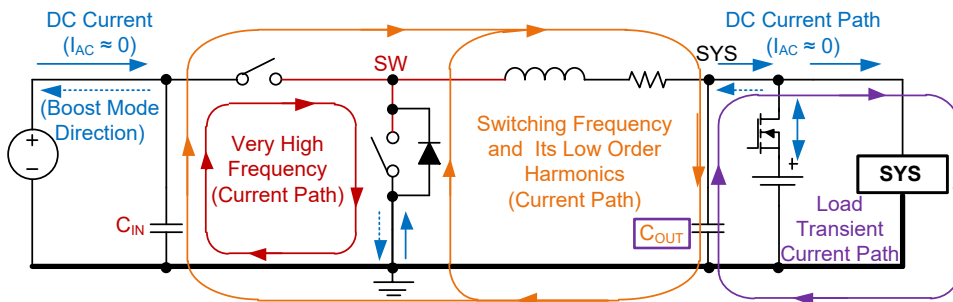 DC Current
(IAC ≈ 0)
(Boost Mode
Direction)
+
−
CIN
SW
Very High
Frequency
(Current Path)
Switching Frequency
and Its Low Order
Harmonics
(Current Path)
SYS
DC Current Path
(IAC ≈ 0)
COUT
+
SYS
Load
Transient
Current Path